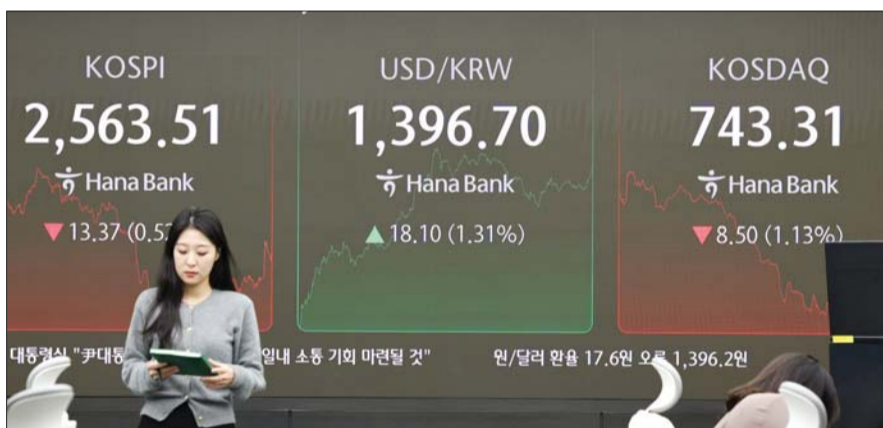 KOSPI
2,563.51
Hana Bank
▼ 13.37 (0.5
USD/KRW
1,396.70
Hana Bank
▲ 18.10 (1.31%)
KOSDAQ
743.31
Hana Bank
▼ 8.50 (1.13%)
대통령실 "尹대통 일내 소통 기회 마련될 것" 원/달러 환율 17.6원 오른 1,396.2원